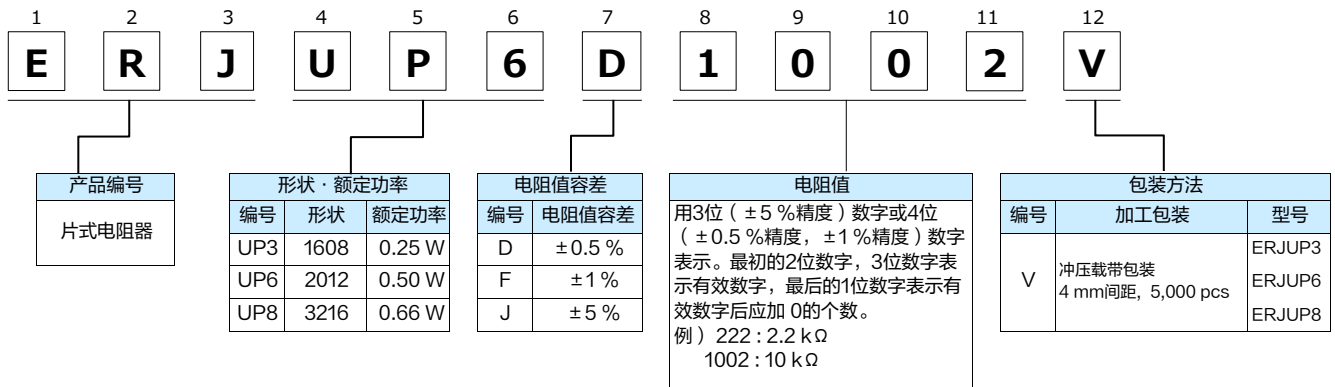 1 2 3 4 5 6 7 8 9 10 11 12
E R J U P 6 D 1 0 0 2 V
产品编号
片式电阻器
形状・额定功率
编号 形状 额定功率
UP3 1608 0.25 W
UP6 2012 0.50 W
UP8 3216 0.66 W
电阻值容差
编号 电阻值容差
D ±0.5 %
F ±1 %
J ±5 %
电阻值
用3位（±5 %精度）数字或4位
（±0.5 %精度，±1 %精度）数字
表示。最初的2位数字，3位数字表
示有效数字，最后的1位数字表示有
效数字后应加 0的个数。
例）222 : 2.2 kΩ
1002 : 10 kΩ
包装方法
编号 加工包装 型号
V 冲压载带包装
4 mm间距, 5,000 pcs
ERJUP3
ERJUP6
ERJUP8